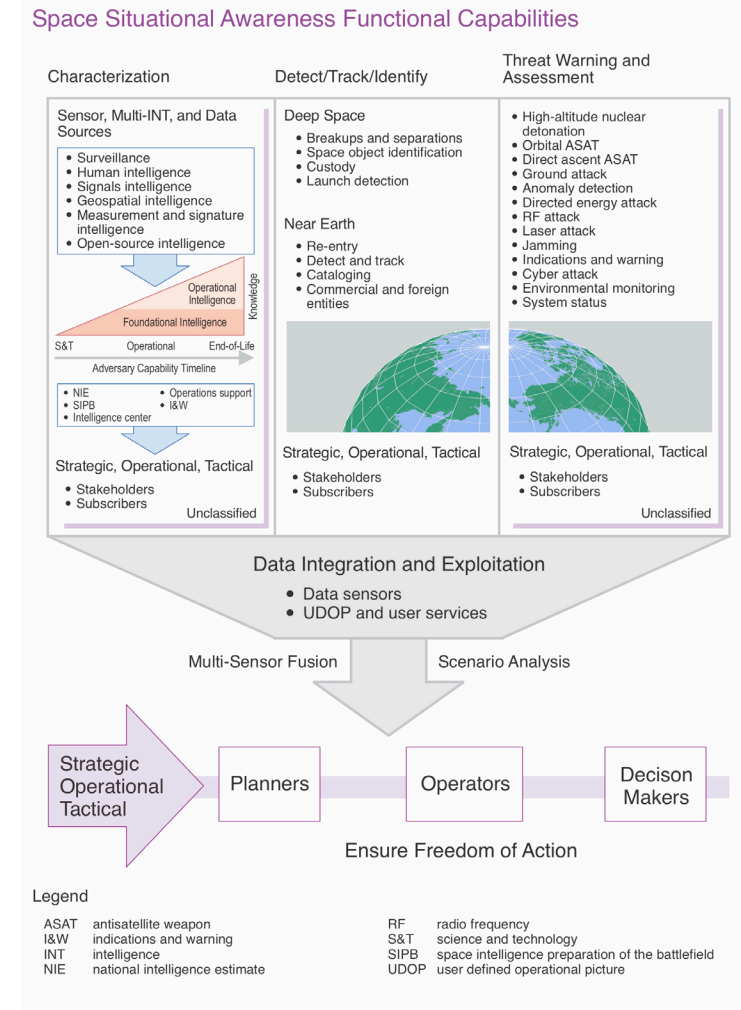 Space Situational Awareness Functional Capabilities
Characterization
Sensor, Multi-INT, and Data
Sources
• Surveillance
• Human intelligence
• Signals intelligence
• Geospatial intelligence
• Measurement and signature
intelligence
• Open-source intelligence
Operational
Intelligence
Foundational Intelligence
Knowledge
S&T Operational End-of-Life
Adversary Capability Timeline
• NIE
• SIPB
• Intelligence center
• Operations support
• I&W
Strategic, Operational, Tactical
• Stakeholders
• Subscribers
Unclassified
Detect/Track/Identify
Deep Space
• Breakups and separations
• Space object identification
• Custody
• Launch detection
Near Earth
• Re-entry
• Detect and track
• Cataloging
• Commercial and foreign
entities
Strategic, Operational, Tactical
• Stakeholders
• Subscribers
Threat Warning and
Assessment
• High-altitude nuclear
detonation
• Orbital ASAT
• Direct ascent ASAT
• Ground attack
• Anomaly detection
• Directed energy attack
• RF attack
• Laser attack
• Jamming
• Indications and warning
• Cyber attack
• Environmental monitoring
• System status
Strategic, Operational, Tactical
• Stakeholders
• Subscribers
Unclassified
Data Integration and Exploitation
• Data sensors
• UDOP and user services
Multi-Sensor Fusion
Scenario Analysis
Strategic
Operational
Tactical
Planners
Operators
Decison
Makers
Ensure Freedom of Action
Legend
ASAT antisatellite weapon
I&W indications and warning
INT intelligence
NIE national intelligence estimate
RF radio frequency
S&T science and technology
SIPB space intelligence preparation of the battlefield
UDOP user defined operational picture